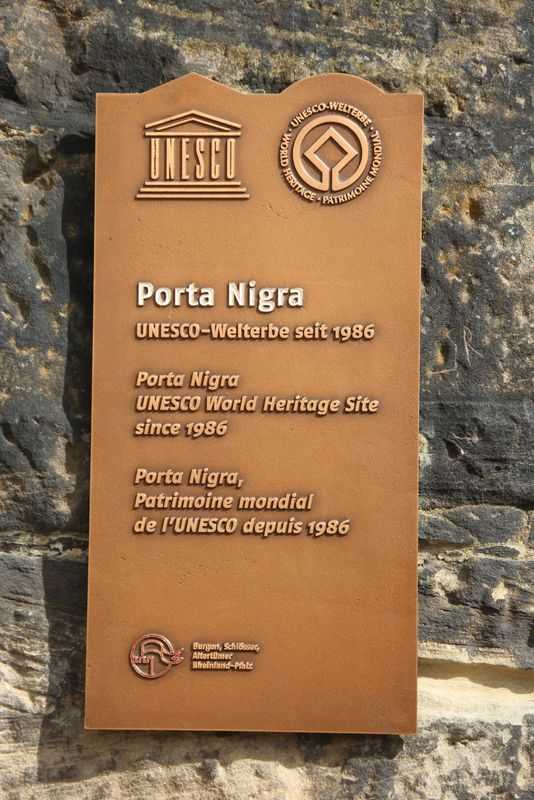 UNESCO
UNESCO-WELTERBE • WORLD HERITAGE • PATRIMOINE MONDIAL •
Porta Nigra
UNESCO-Welterbe seit 1986
Porta Nigra
UNESCO World Heritage Site
since 1986
Porta Nigra,
Patrimoine mondial
de l'UNESCO depuis 1986
Burgen, Schlösser,
Altertümer
Rheinland-Pfalz